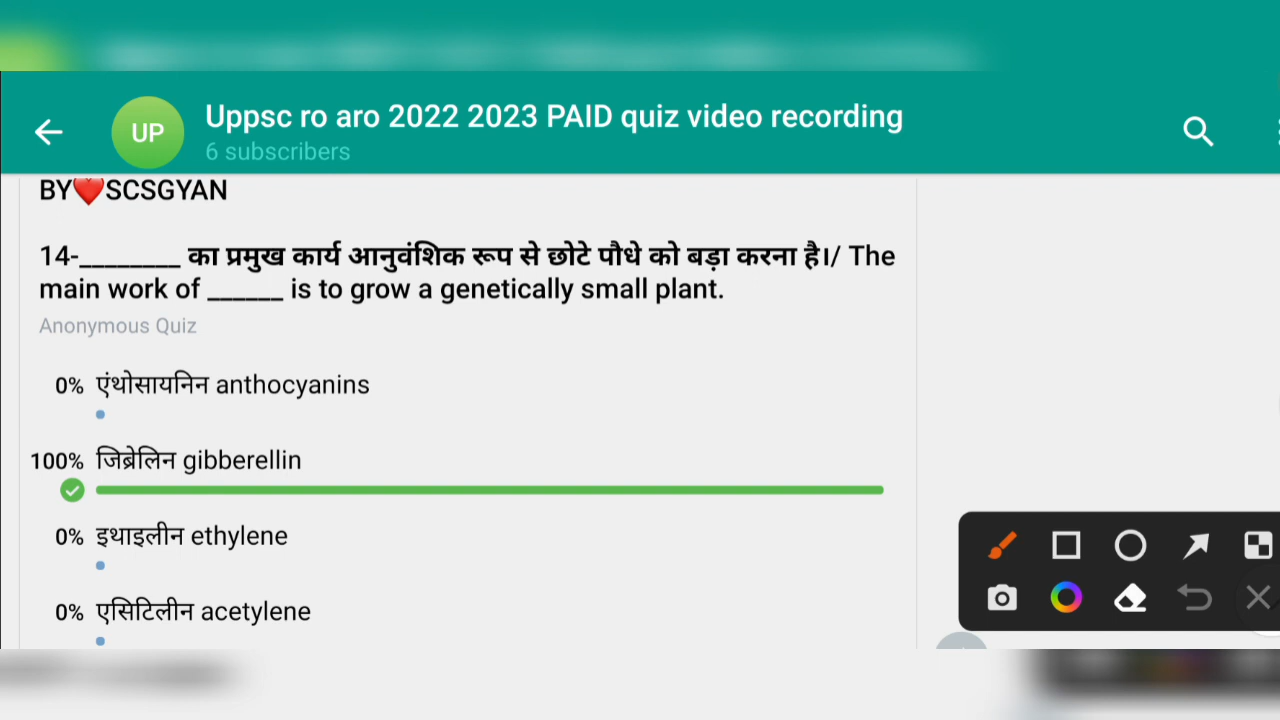 Uppsc ro aro 2022 2023 PAID quiz video recording
UP
6 subscribers
BY❤️SCSGYAN
14-________ का प्रमुख कार्य आनुवंशिक रूप से छोटे पौधे को बड़ा करना है।/ The
main work of ______ is to grow a genetically small plant.
Anonymous Quiz
0% एंथोसायनिन anthocyanins
100% जिब्रेलिन gibberellin
0% इथाइलीन ethylene
0% एसिटिलीन acetylene